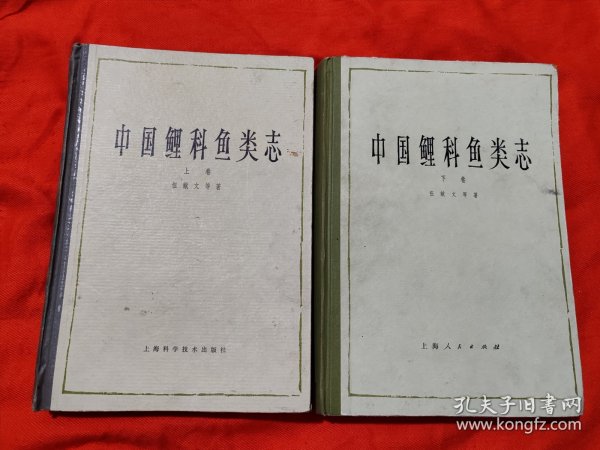 中国鲤科鱼类志
上卷
伍献文等著
上海科学技术出版社
中国鲤科鱼类志
下卷
伍献文等著
上海人民出版社
孔夫子旧书网
www.kongfz.com